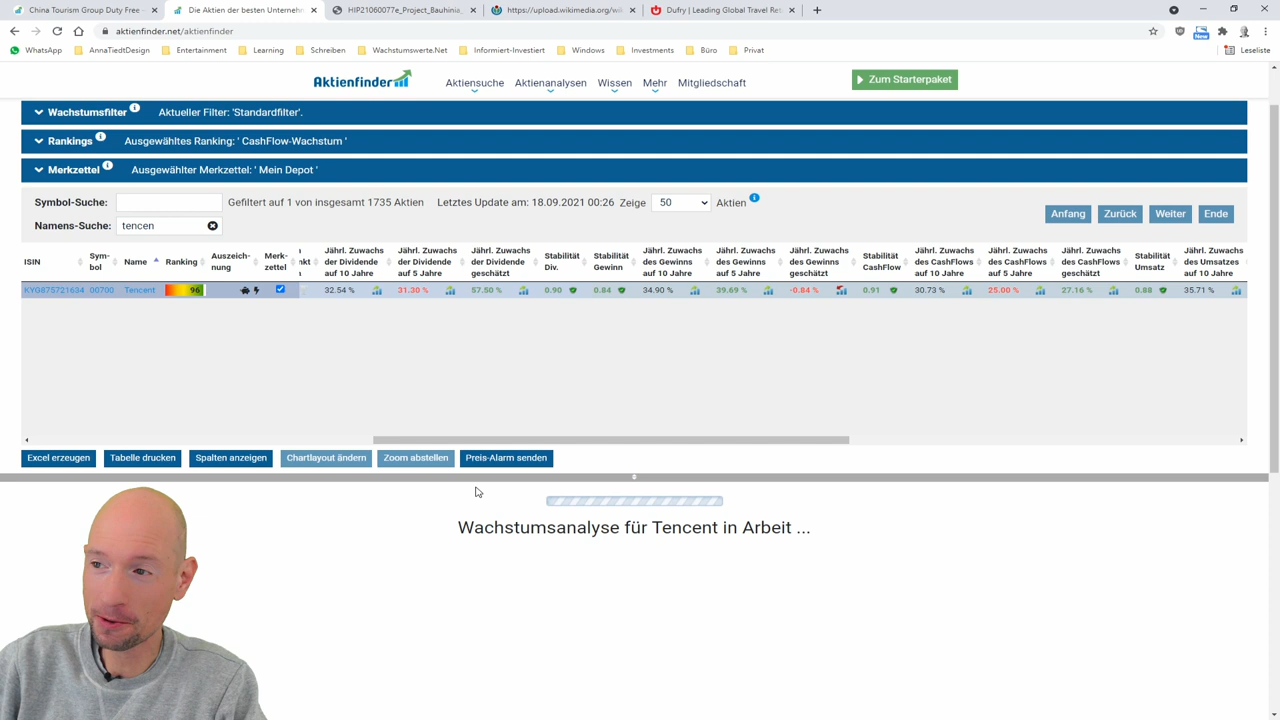 China Tourism Group Duty Free
Die Aktien der besten Unterneh
HIP21060077e_Project_Bauhinia
https://upload.wikimedia.org/wi
Dufry | Leading Global Travel Re
aktienfinder.net/aktienfinder
New
WhatsApp
AnnaTiedtDesign
Entertainment
Learning
Schreiben
Wachstumswerte.Net
Informiert-Investiert
Windows
Investments
Büro
Privat
Leseliste
Aktienfinder
Aktiensuche
Aktienanalysen
Wissen
Mehr
Mitgliedschaft
Zum Starterpaket
Wachstumsfilter Aktueller Filter: 'Standardfilter'.
Rankings Ausgewähltes Ranking: ' CashFlow-Wachstum '
Merkzettel Ausgewählter Merkzettel: ' Mein Depot '
Symbol-Suche: Gefiltert auf 1 von insgesamt 1735 Aktien Letztes Update am: 18.09.2021 00:26 Zeige 50 Aktien
Namens-Suche: tencen
Anfang
Zurück
Weiter
Ende
ISIN
Sym-
bol
Name
Ranking
Auszeich-
nung
Merk-
zettel
Jährl. Zuwachs
der Dividende
auf 10 Jahre
Jährl. Zuwachs
der Dividende
auf 5 Jahre
Jährl. Zuwachs
der Dividende
geschätzt
Stabilität
Div.
Stabilität
Gewinn
Jährl. Zuwachs
des Gewinns
auf 10 Jahre
Jährl. Zuwachs
des Gewinns
auf 5 Jahre
Jährl. Zuwachs
des Gewinns
geschätzt
Stabilität
CashFlow
Jährl. Zuwachs
des CashFlows
auf 10 Jahre
Jährl. Zuwachs
des CashFlows
auf 5 Jahre
Jährl. Zuwachs
des CashFlows
geschätzt
Stabilität
Umsatz
Jährl. Zuwachs
des Umsatzes
auf 10 Jahre
KYG875721634 00700 Tencent 96 32.54 % 31.30 % 57.50 % 0.90 0.84 34.90 % 39.69 % -0.84 % 0.91 30.73 % 25.00 % 27.16 % 0.88 35.71 %
Excel erzeugen
Tabelle drucken
Spalten anzeigen
Chartlayout ändern
Zoom abstellen
Preis-Alarm senden
Wachstumsanalyse für Tencent in Arbeit ...